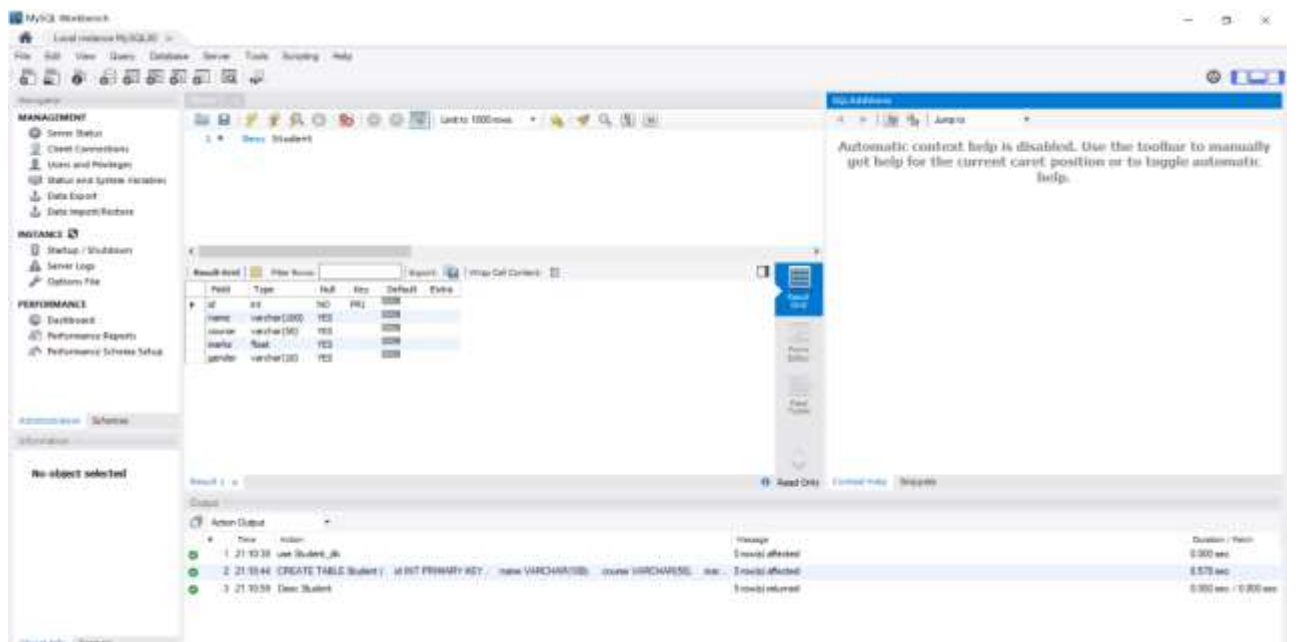 MySQL Workbench
Local instance MySQL80
File Edit View Query Database Server Tools Scripting Help
Navigator
MANAGEMENT
Server Status
Client Connections
Users and Privileges
Status and System Variables
Data Export
Data Import/Restore
INSTANCE
Startup / Shutdown
Server Logs
Options File
PERFORMANCE
Dashboard
Performance Reports
Performance Schema Setup
Administration Schemas
Information
No object selected
Limit to 1000 rows
1 Desc Student
Result Grid Filter Rows: Export: Wrap Cell Content:
Field Type Null Key Default Extra
id int NO PRI
name varchar(100) YES
course varchar(50) YES
marks float YES
gender varchar(10) YES
Result Grid
Form Editor
Field Types
Result 1 Read Only
SQLAdditions
Jump to
Automatic context help is disabled. Use the toolbar to manually
get help for the current caret position or to toggle automatic
help.
Context Help Snippets
Output
Action Output
# Time Action Message Duration / Fetch
1 21:10:38 use Student_db 0 row(s) affected 0.000 sec
2 21:10:44 CREATE TABLE Student ( id INT PRIMARY KEY, name VARCHAR(100), course VARCHAR(50), mar... 0 row(s) affected
3 21:10:59 Desc Student 5 row(s) returned 0.000 sec / 0.000 sec